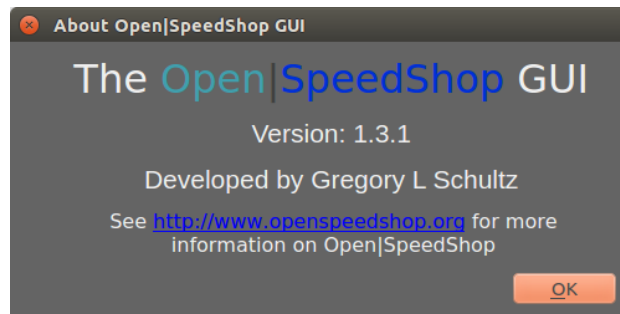 About Open|SpeedShop GUI
The Open|SpeedShop GUI
Version: 1.3.1
Developed by Gregory L Schultz
See http://www.openspeedshop.org for more
information on Open|SpeedShop
OK